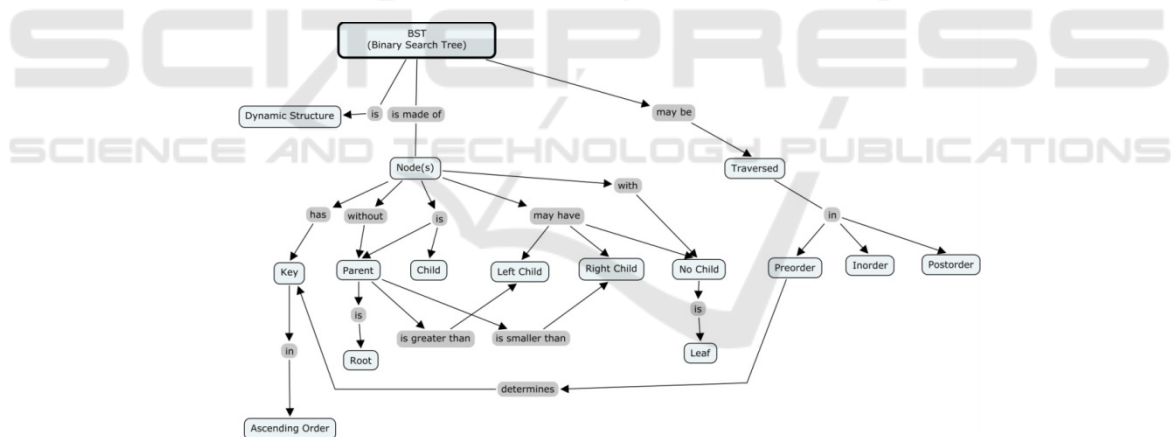 SCITEPRESS
SCIENCE AND TECHNOLOGY PUBLICATIONS
BST
(Binary Search Tree)
Dynamic Structure
is
is made of
may be
Node(s)
Traversed
with
has
without
is
may have
in
Key
Parent
Child
Left Child
Right Child
No Child
Preorder
Inorder
Postorder
is
is greater than
is smaller than
is
in
Root
Leaf
determines
Ascending Order